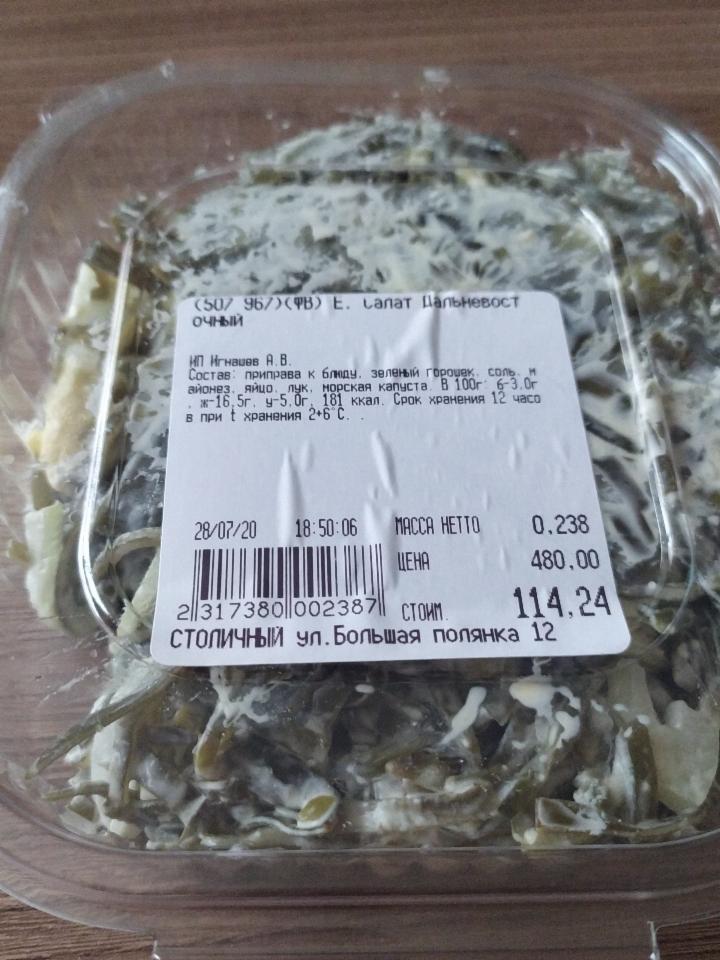 (507 967)(ФВ) Е. Салат Дальневост
очный
ИП Игнашев А.В.
Состав: приправа к блюду, зеленый горошек, соль, м
айонез, яйцо, лук, морская капуста. В 100г: б-3,0г
, ж-16,5г, у-5,0г, 181 ккал. Срок хранения 12 часо
в при t хранения 2+6°С. .
28/07/20 18:50:06 МАССА НЕТТО 0,238
ЦЕНА 480,00
2 317380 002387 СТОИМ. 114,24
СТОЛИЧНЫЙ ул.Большая полянка 12